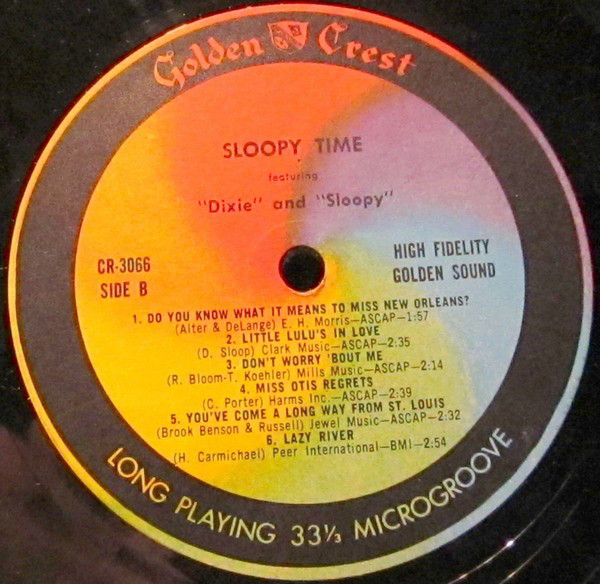 Golden Crest
SLOOPY TIME
featuring
"Dixie" and "Sloopy"
CR-3066
SIDE B
HIGH FIDELITY
GOLDEN SOUND
1. DO YOU KNOW WHAT IT MEANS TO MISS NEW ORLEANS?
(Alter & DeLange) E. H. Morris—ASCAP—1:57
2. LITTLE LULU'S IN LOVE
(D. Sloop) Clark Music—ASCAP—2:35
3. DON'T WORRY 'BOUT ME
(R. Bloom-T. Koehler) Mills Music—ASCAP—2:14
4. MISS OTIS REGRETS
(C. Porter) Harms Inc.—ASCAP—2:39
5. YOU'VE COME A LONG WAY FROM ST. LOUIS
(Brook Benson & Russell) Jewel Music—ASCAP—2:32
6. LAZY RIVER
(H. Carmichael) Peer International—BMI—2:54
LONG PLAYING 33⅓ MICROGROOVE